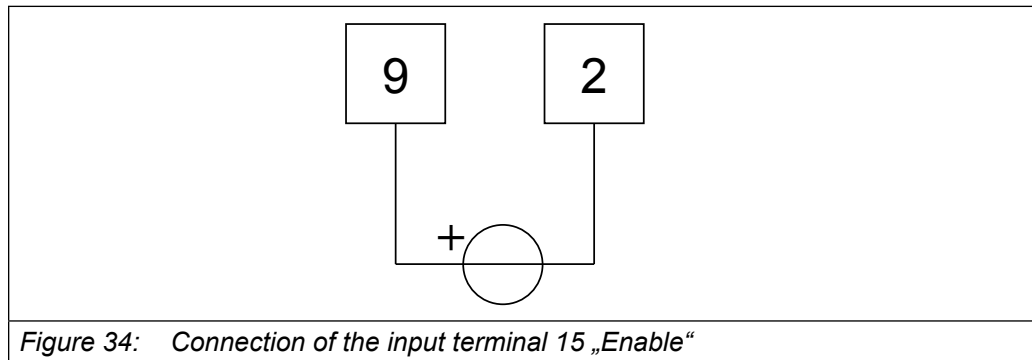 9 2
+
Figure 34: Connection of the input terminal 15 „Enable“